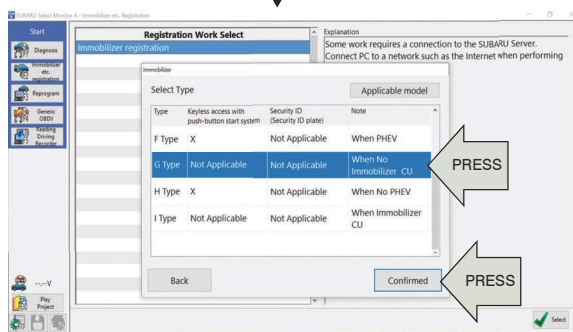 SUBARU Select Monitor 4 - Immobilizer etc. Registration
Start
Diagnosis
Immobilizer
etc.
registration
Reprogram
Generic
OBDII
Reading
Driving
Recorder
--.--V
Play
Project
Registration Work Select
Immobilizer registration
Explanation
Some work requires a connection to the SUBARU Server.
Connect PC to a network such as the Internet when performing
Immobilizer
Select Type
Applicable model
Type Keyless access with push-button start system Security ID (Security ID plate) Note
F Type X Not Applicable When PHEV
G Type Not Applicable Not Applicable When No Immobilizer CU
H Type X Not Applicable When No PHEV
I Type Not Applicable Not Applicable When Immobilizer CU
Back
Confirmed
PRESS
PRESS
Select